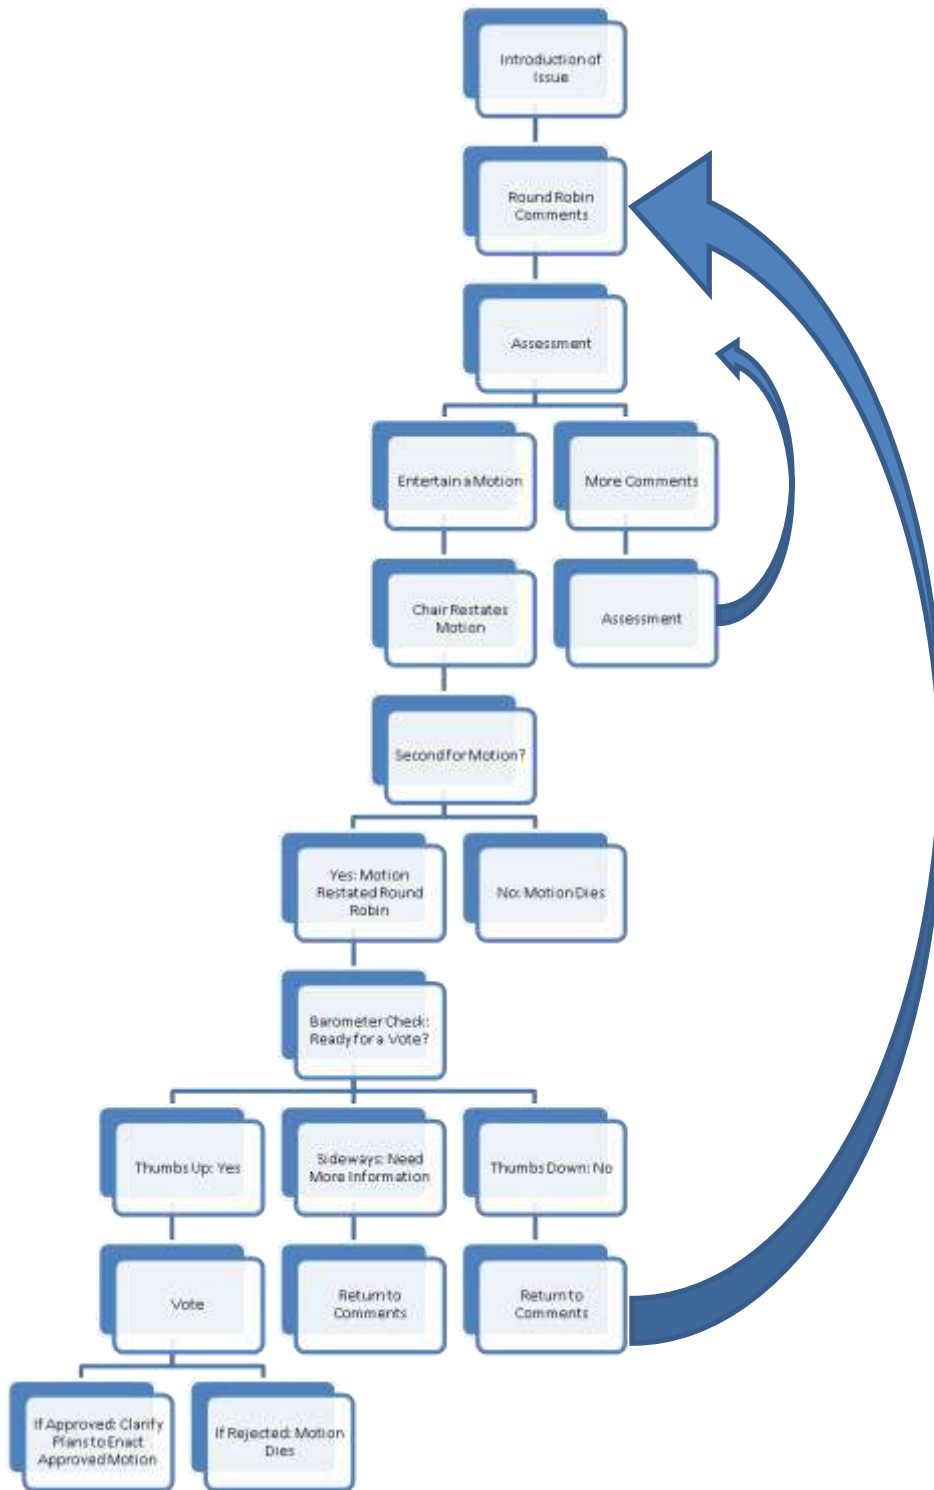 Introduction of
Issue
Round Robin
Comments
Assessment
Entertain a Motion
More Comments
Chair Restates
Motion
Assessment
Second for Motion?
Yes: Motion
Restated Round
Robin
No: Motion Dies
Barometer Check:
Ready for a Vote?
Thumbs Up: Yes
Sideways: Need
More Information
Thumbs Down: No
Vote
Return to
Comments
Return to
Comments
If Approved: Clarify
Plans to Enact
Approved Motion
If Rejected: Motion
Dies